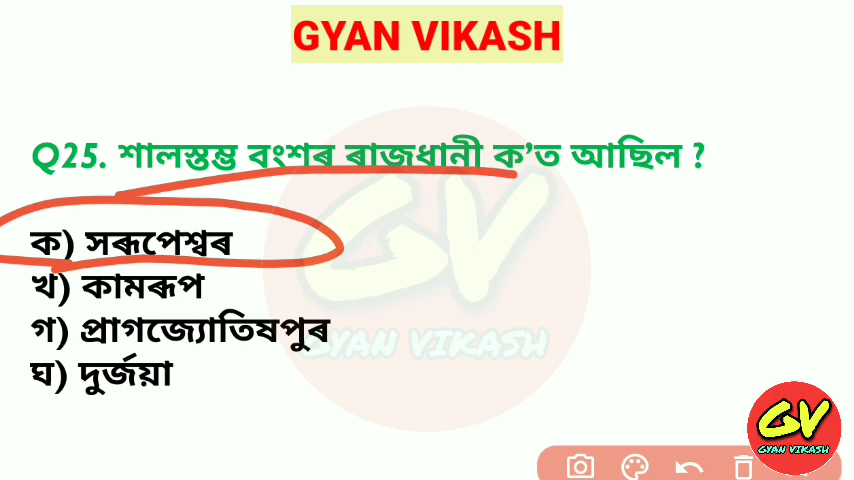 GYAN VIKASH
Q25. শালস্তম্ভ বংশৰ ৰাজধানী ক’ত আছিল ?
ক) সৰূপেশ্বৰ
খ) কামৰূপ
গ) প্ৰাগজ্যোতিষপুৰ
ঘ) দুৰ্জয়া
GV
GYAN VIKASH
GV
GYAN VIKASH